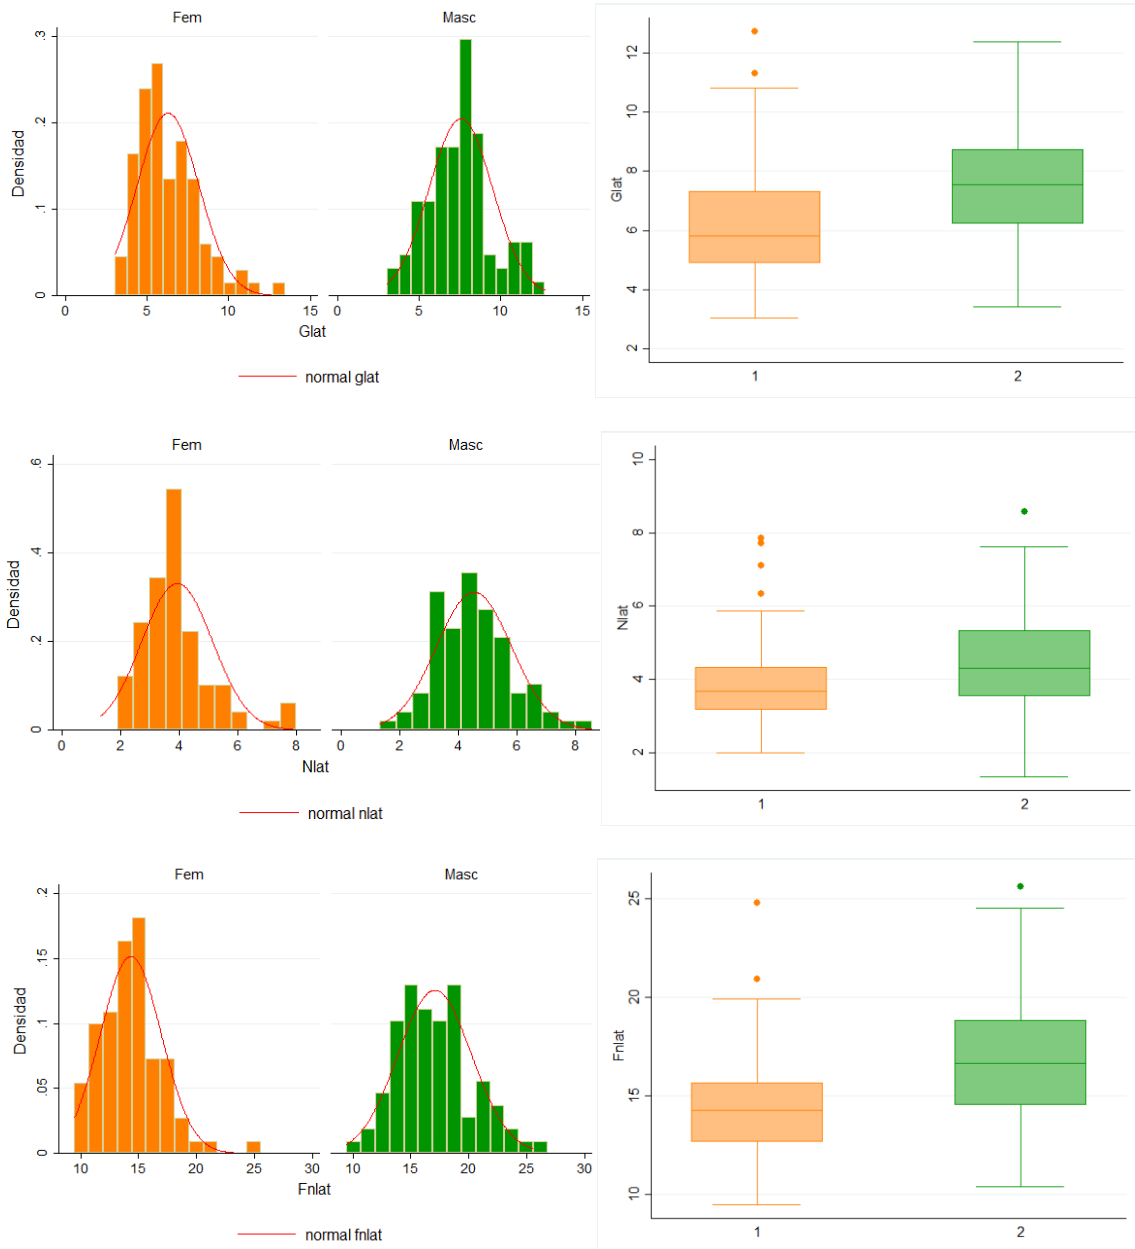 Fem Masc
.3
.2
.1
0
Densidad
0 5 10 15 0 5 10 15
Glat
normal glat
12
10
8
6
4
2
Glat
1 2
Fem Masc
.6
.4
.2
0
Densidad
0 2 4 6 8 0 2 4 6 8
Nlat
normal nlat
10
8
6
4
2
Nlat
1 2
Fem Masc
.2
.15
.1
.05
0
Densidad
10 15 20 25 30 10 15 20 25 30
Fnlat
normal fnlat
25
20
15
10
Fnlat
1 2